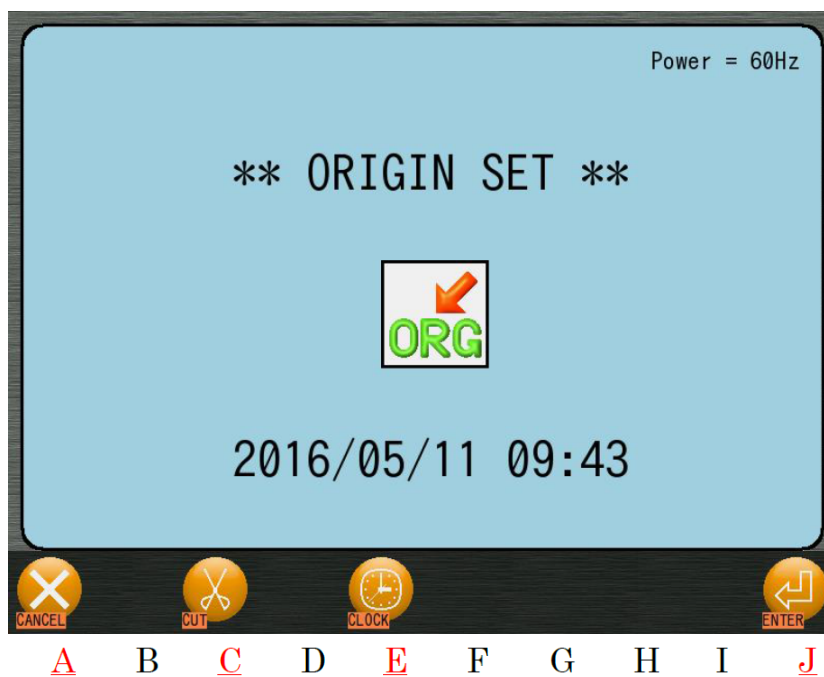 Power = 60Hz
** ORIGIN SET **
ORG
2016/05/11 09:43
CANCEL CUT CLOCK ENTER
A B C D E F G H I J